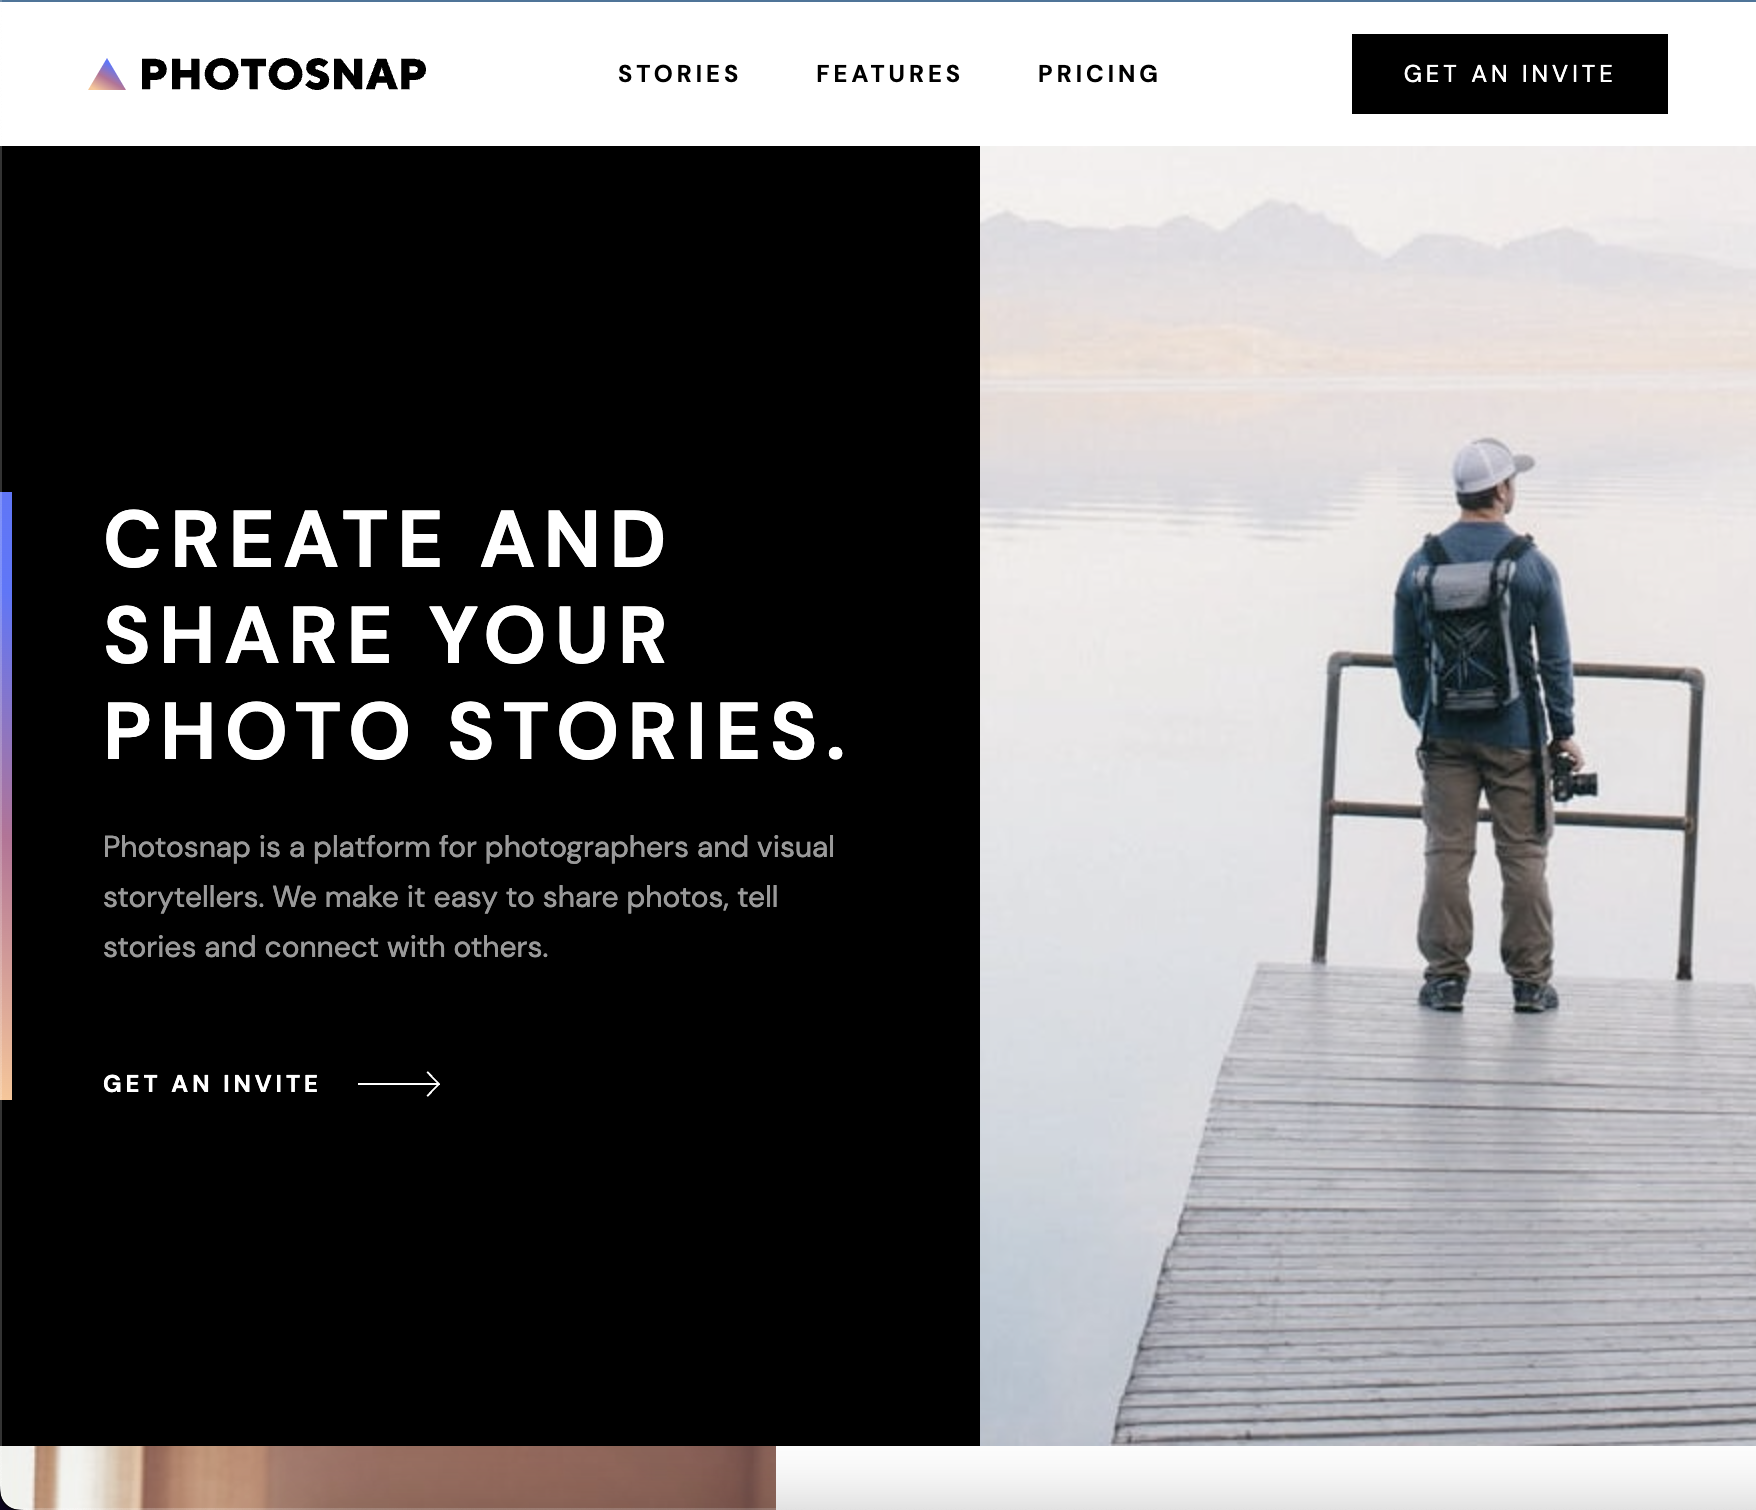 PHOTOSNAP
STORIES
FEATURES
PRICING
GET AN INVITE
CREATE AND
SHARE YOUR
PHOTO STORIES.
Photosnap is a platform for photographers and visual
storytellers. We make it easy to share photos, tell
stories and connect with others.
GET AN INVITE